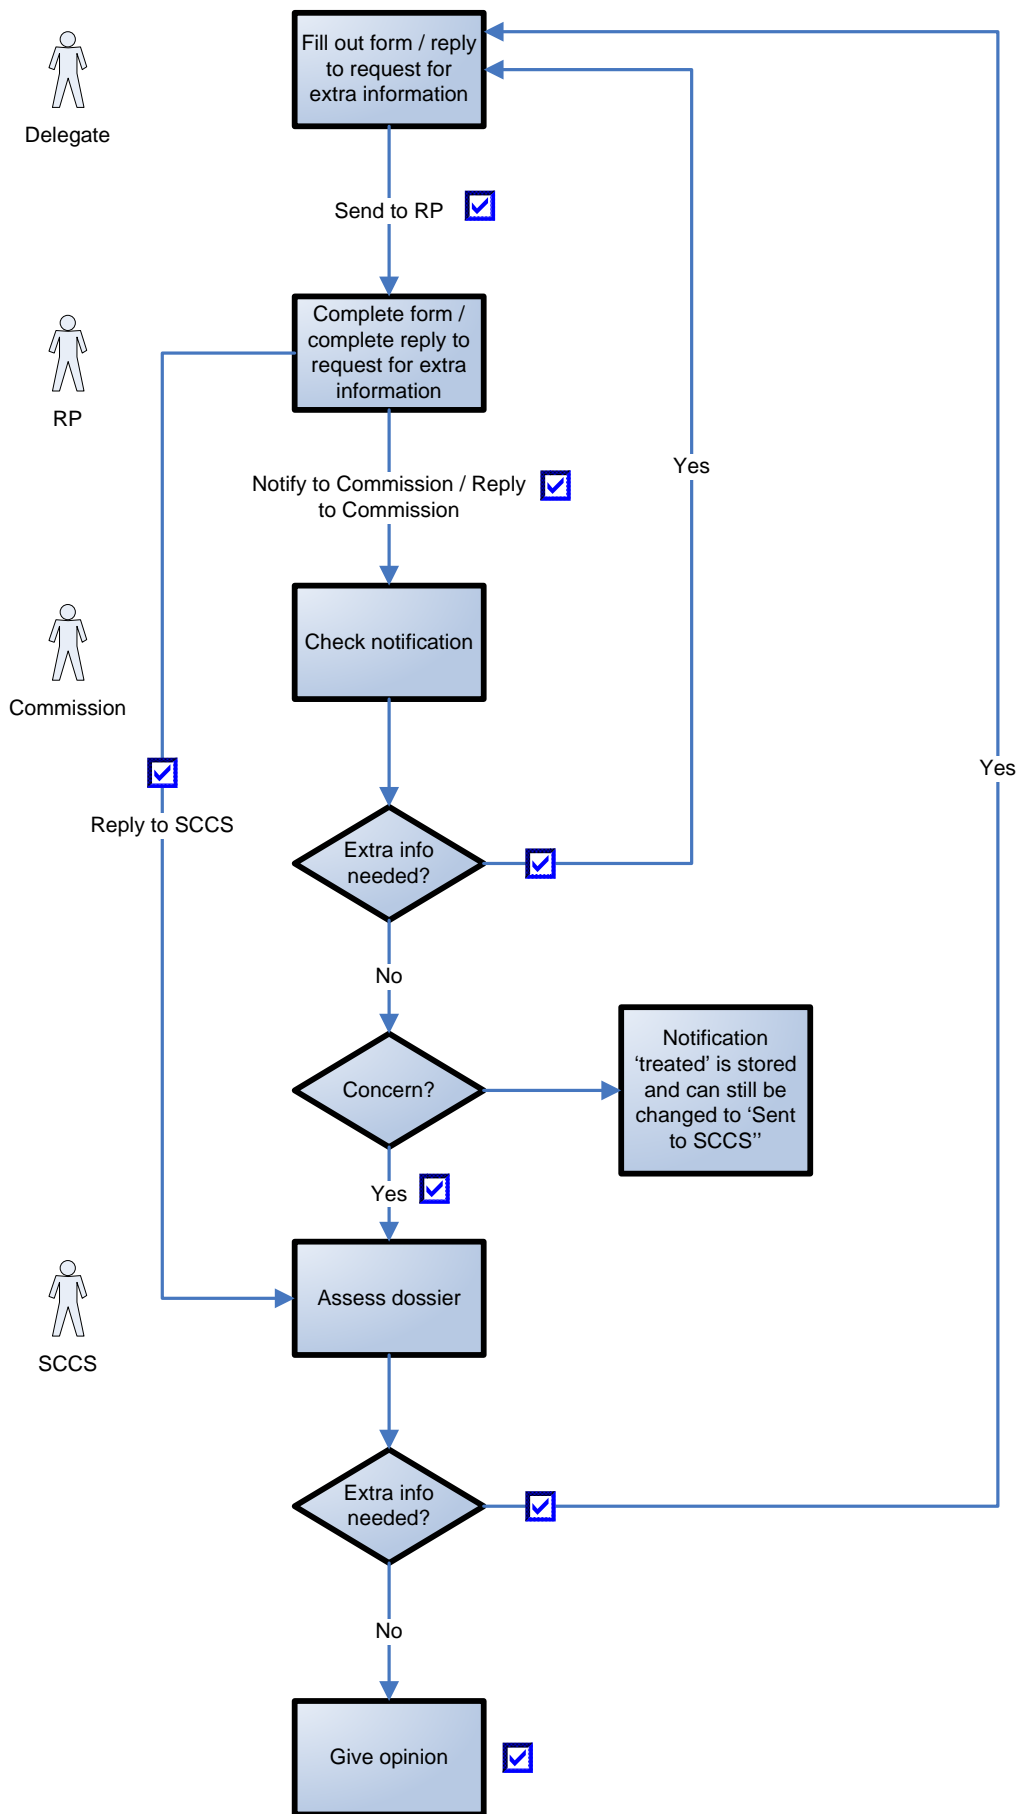 Fill out form / reply
to request for
extra information
Delegate
Send to RP
Complete form /
complete reply to
request for extra
information
RP
Yes
Notify to Commission / Reply
to Commission
Check notification
Commission
Yes
Reply to SCCS
Extra info
needed?
No
Notification
‘treated’ is stored
and can still be
changed to ‘Sent
to SCCS’’
Concern?
Yes
Assess dossier
SCCS
Extra info
needed?
No
Give opinion